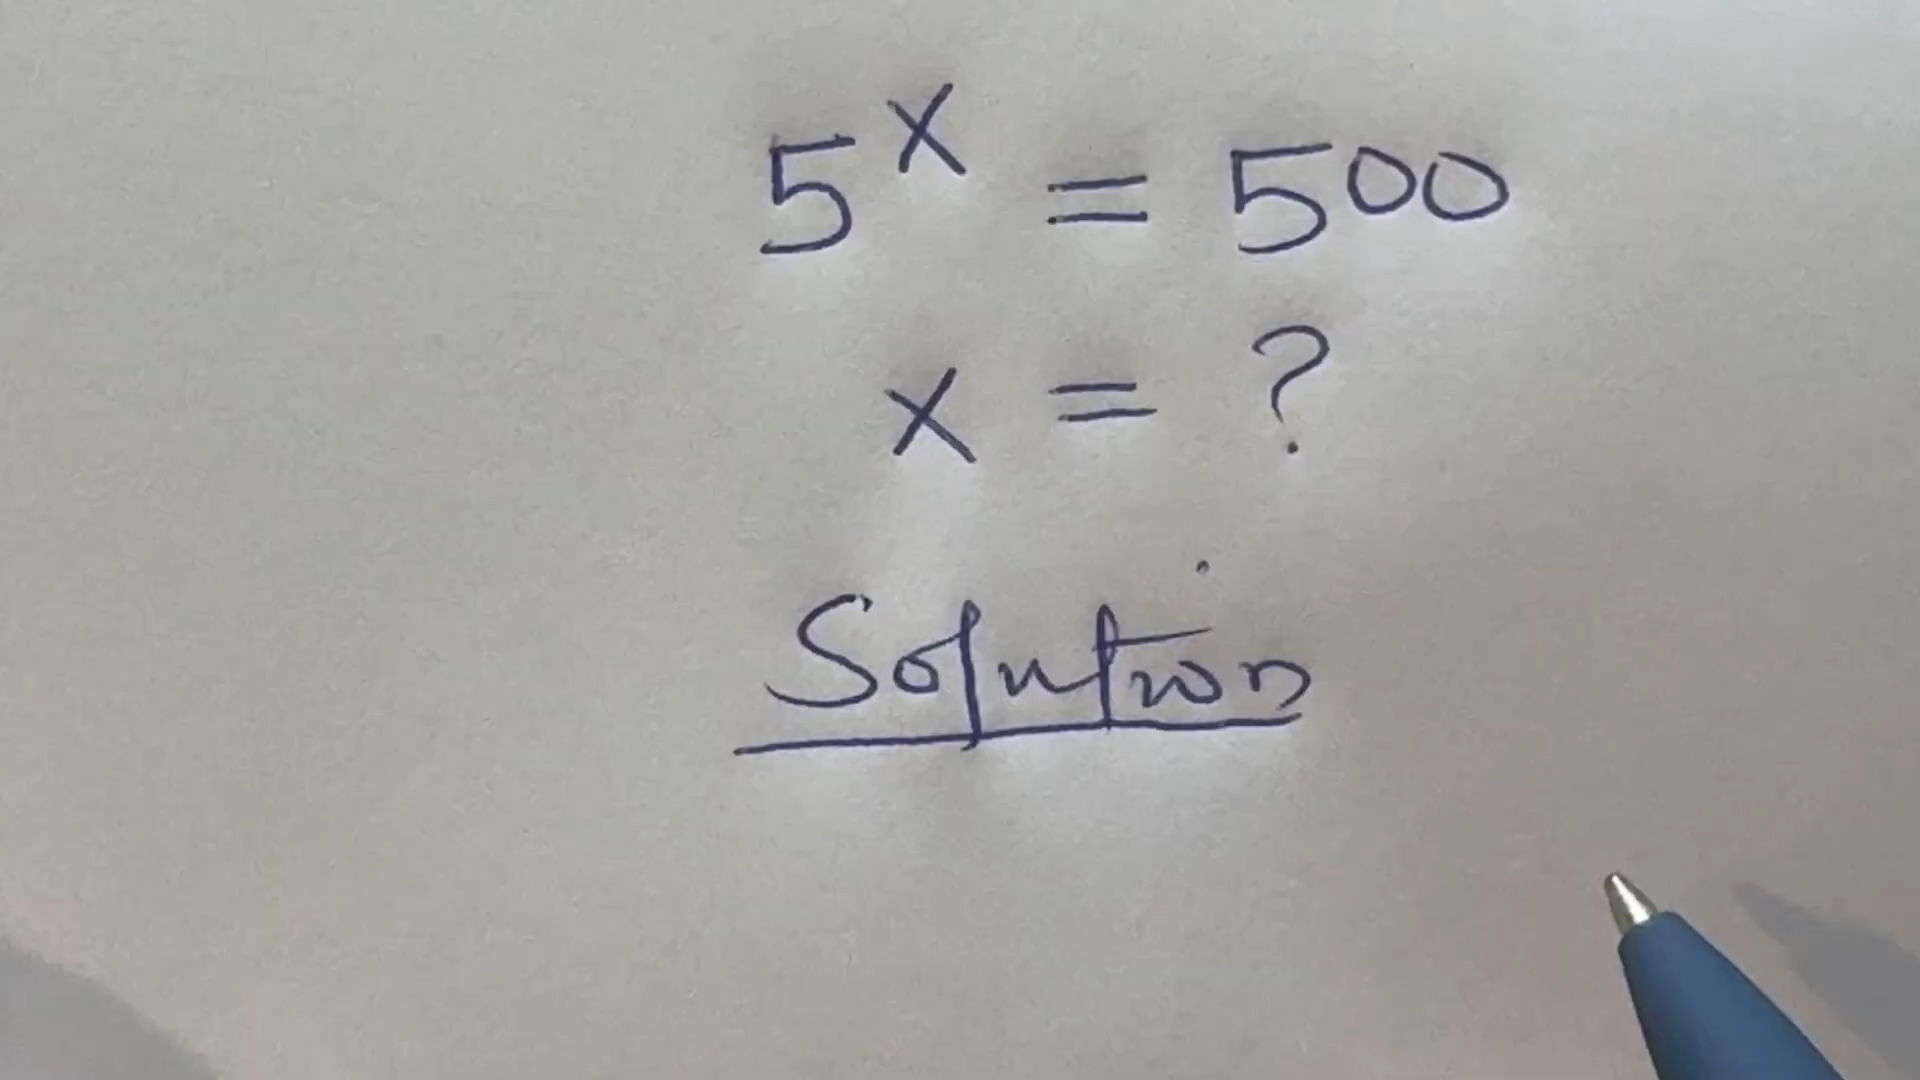 5^x = 500
x = ?
Solution